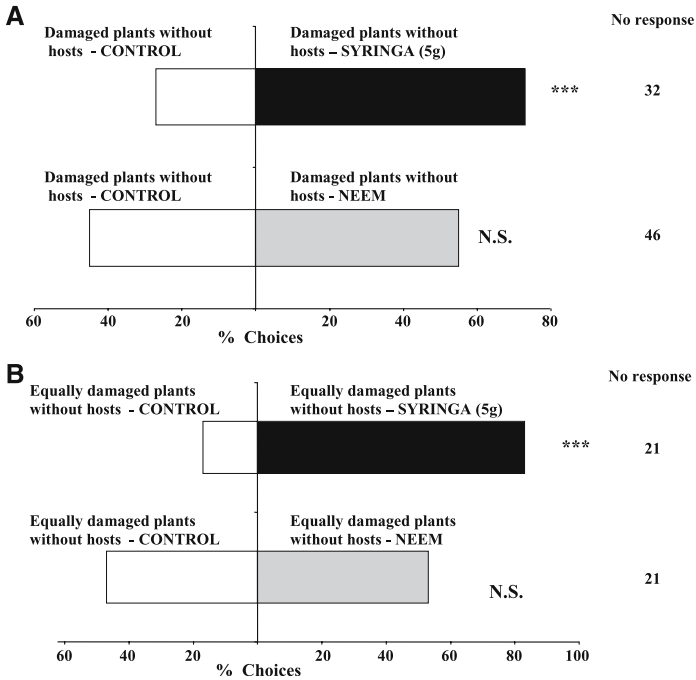 A
No response
Damaged plants without
hosts - CONTROL
Damaged plants without
hosts – SYRINGA (5g)
***
32
Damaged plants without
hosts - CONTROL
Damaged plants without
hosts - NEEM
N.S.
46
60 40 20 20 40 60 80
% Choices
B
No response
Equally damaged plants
without hosts - CONTROL
Equally damaged plants
without hosts – SYRINGA (5g)
***
21
Equally damaged plants
without hosts - CONTROL
Equally damaged plants
without hosts - NEEM
N.S.
21
60 40 20 20 40 60 80 100
% Choices